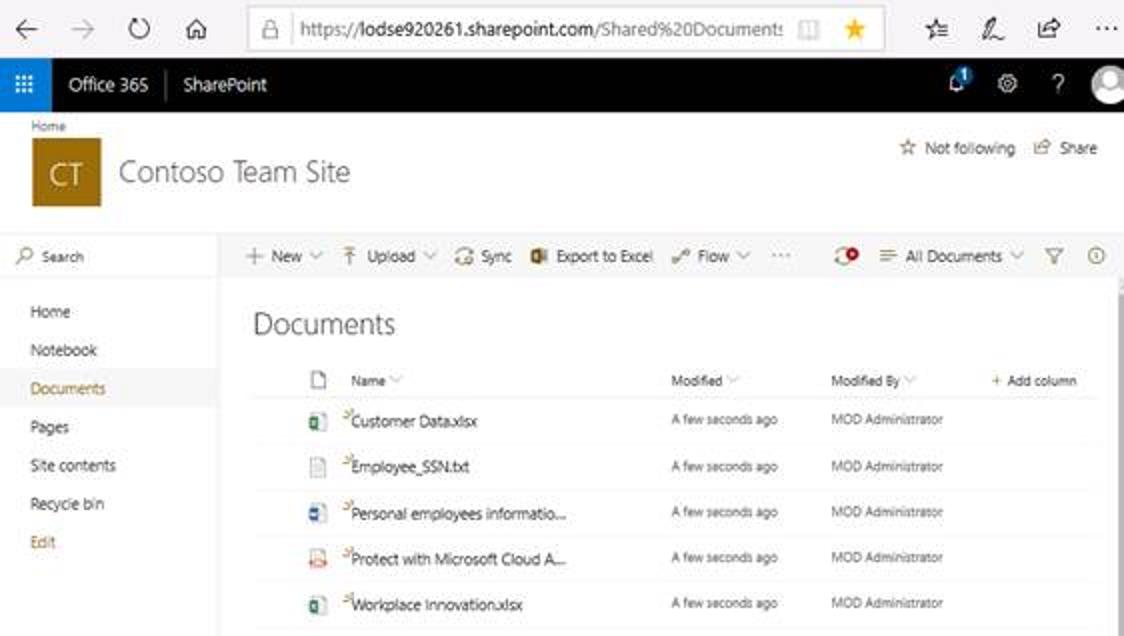 https://lodse920261.sharepoint.com/Shared%20Documents
Office 365 SharePoint 1 ?
Home
CT Contoso Team Site
Not following Share
Search
New Upload Sync Export to Excel Flow ... All Documents
Home
Notebook
Documents
Pages
Site contents
Recycle bin
Edit
Documents
Name Modified Modified By + Add column
Customer Data.xlsx A few seconds ago MOD Administrator
Employee_SSN.txt A few seconds ago MOD Administrator
Personal employees informatio... A few seconds ago MOD Administrator
Protect with Microsoft Cloud A... A few seconds ago MOD Administrator
Workplace Innovation.xlsx A few seconds ago MOD Administrator